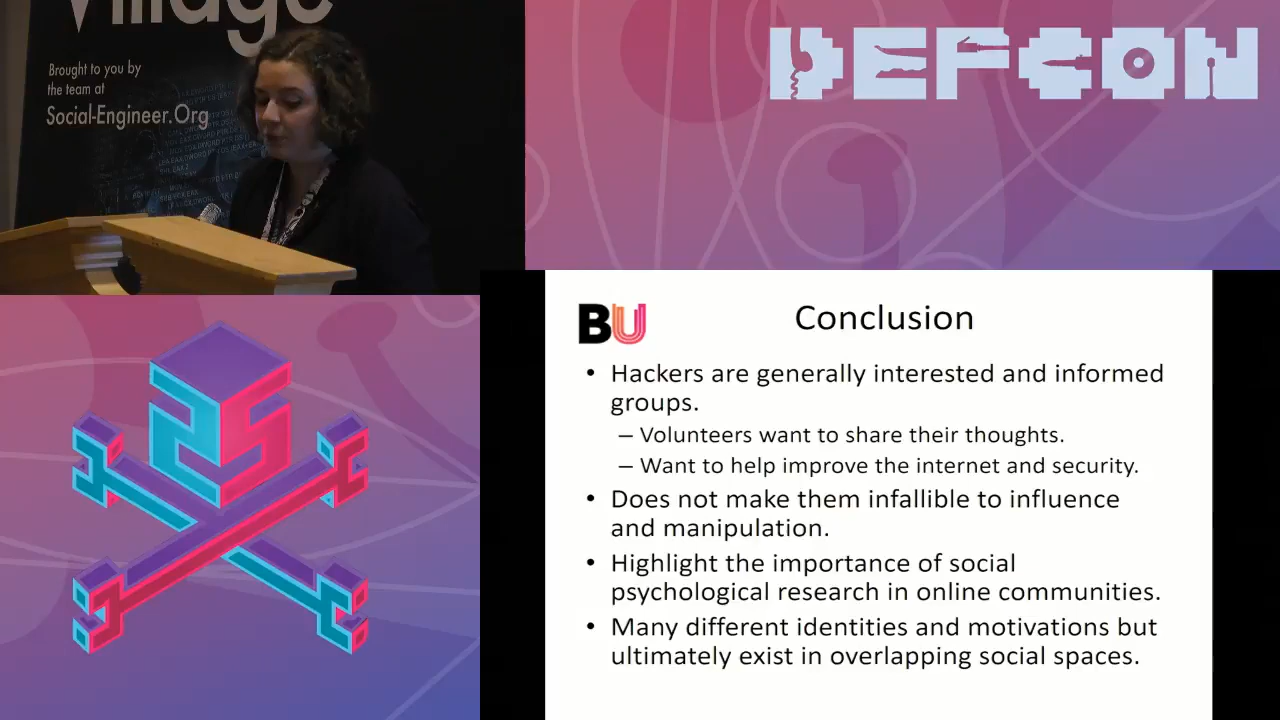 Village
Brought to you by
the team at
Social-Engineer.Org
DEFCON
BU
Conclusion
• Hackers are generally interested and informed
groups.
– Volunteers want to share their thoughts.
– Want to help improve the internet and security.
• Does not make them infallible to influence
and manipulation.
• Highlight the importance of social
psychological research in online communities.
• Many different identities and motivations but
ultimately exist in overlapping social spaces.